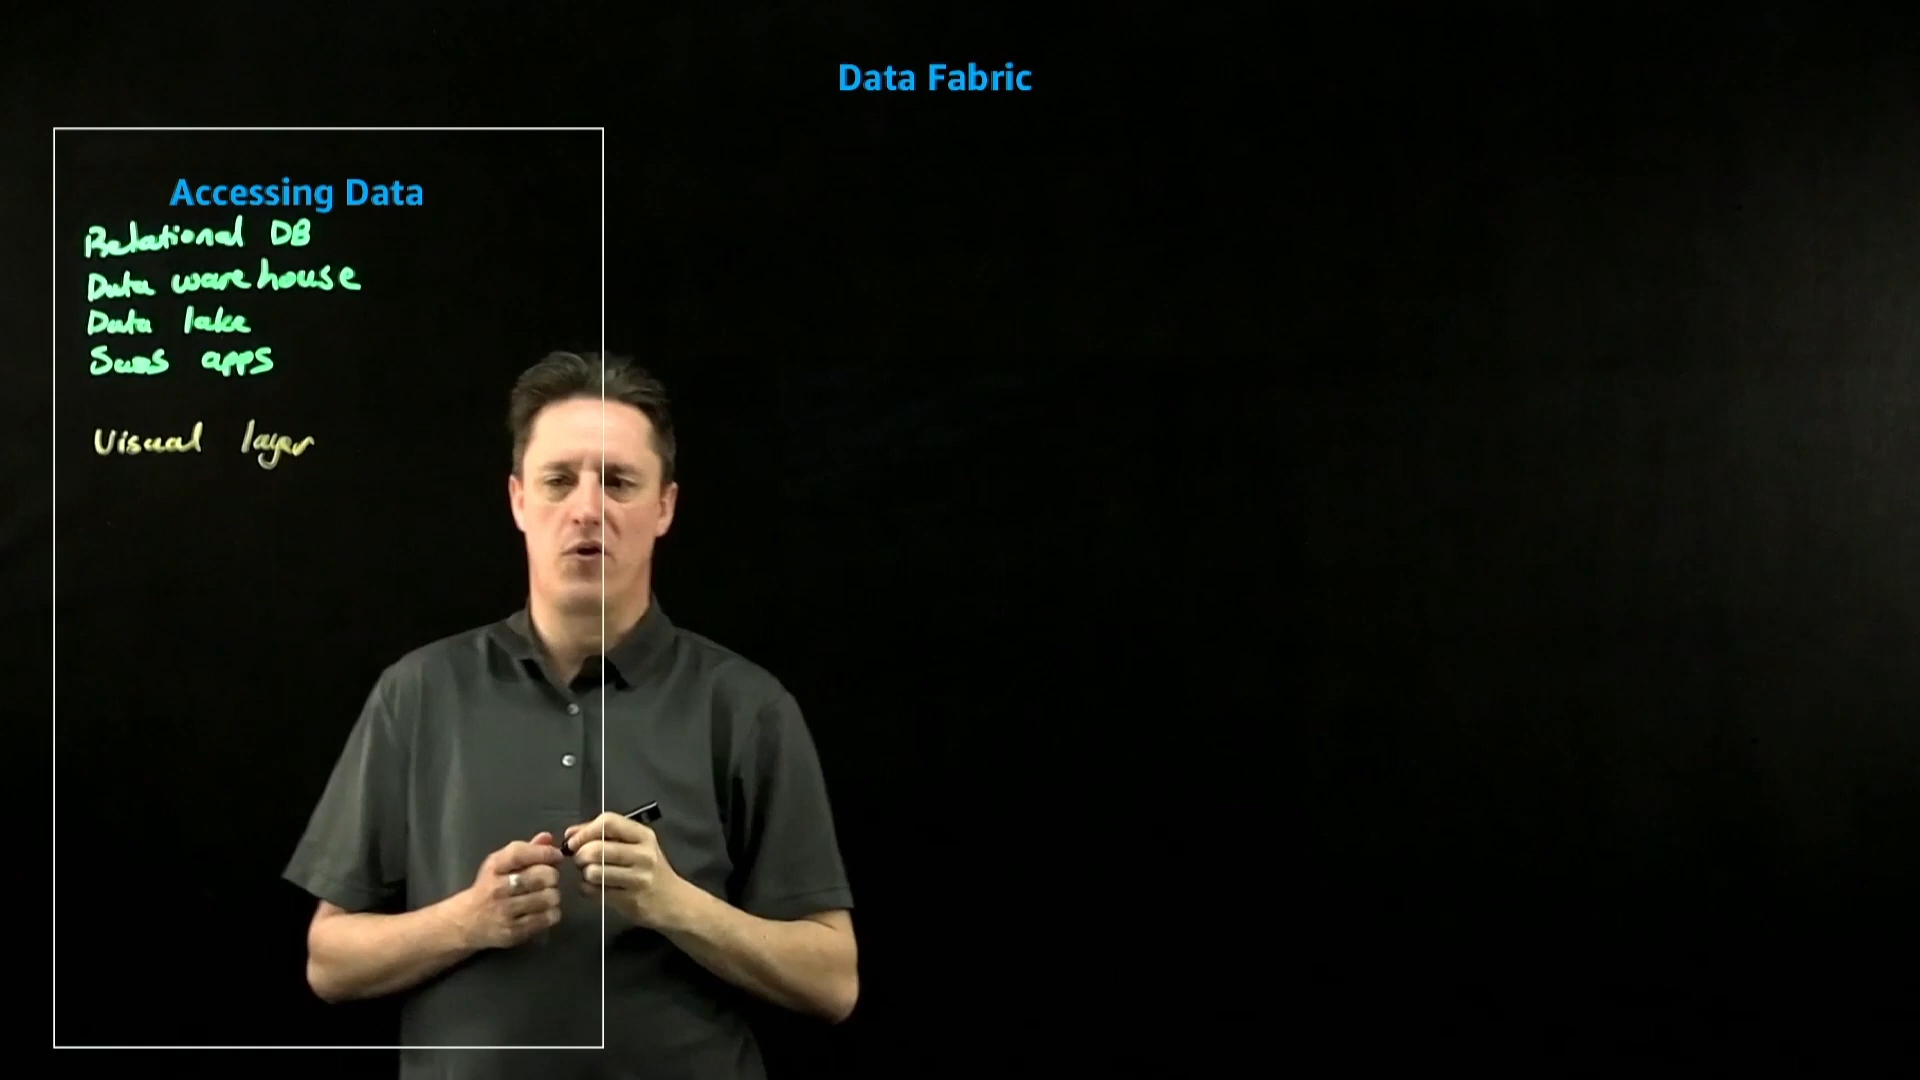 Data Fabric
Accessing Data
Relational DB
Data warehouse
Data lake
Saas apps
Visual layer